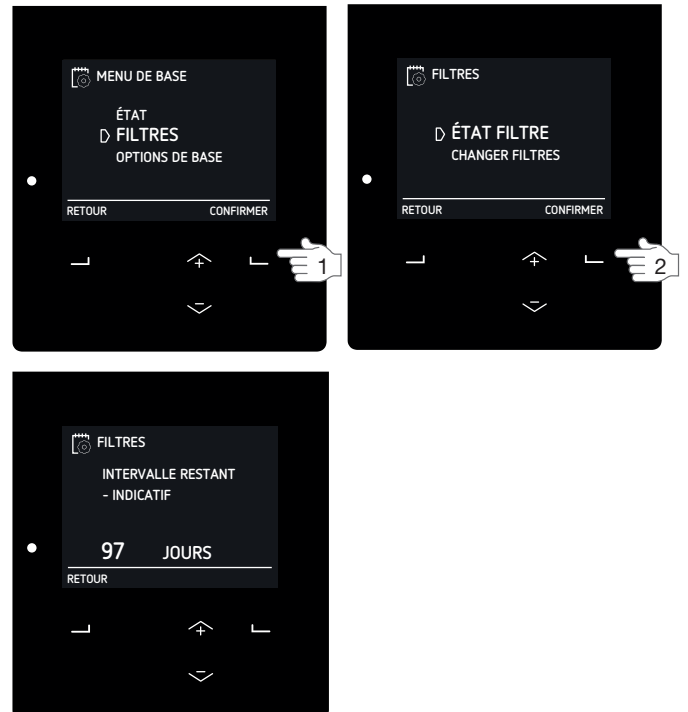 MENU DE BASE
ÉTAT
FILTRES
OPTIONS DE BASE
RETOUR CONFIRMER
1
FILTRES
ÉTAT FILTRE
CHANGER FILTRES
RETOUR CONFIRMER
2
FILTRES
INTERVALLE RESTANT
- INDICATIF
97 JOURS
RETOUR